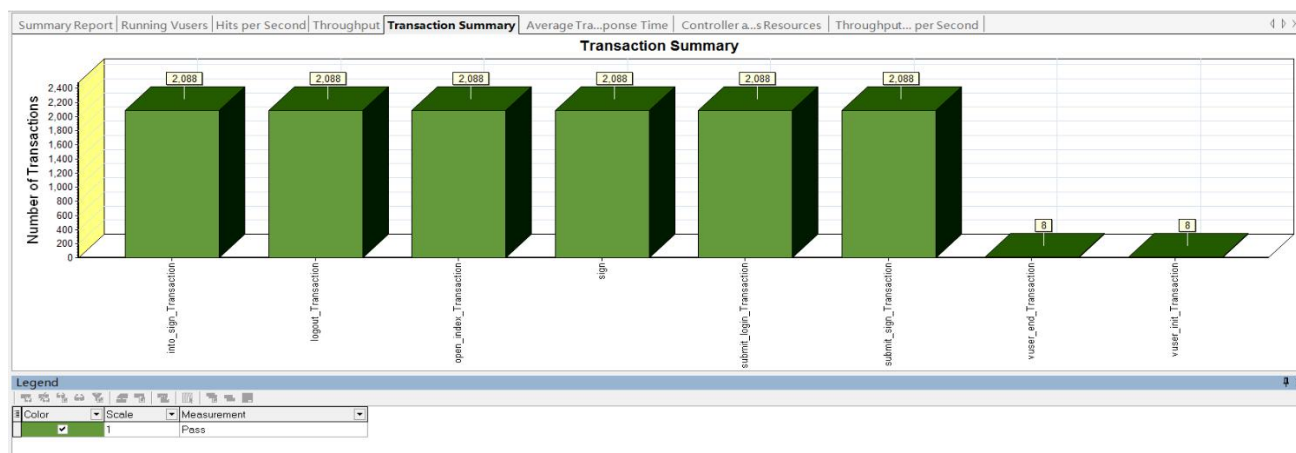 Summary Report Running Vusers Hits per Second Throughput Transaction Summary Average Tra...ponse Time Controller a...s Resources Throughput... per Second
Transaction Summary
Number of Transactions
2,400
2,200
2,000
1,800
1,600
1,400
1,200
1,000
800
600
400
200
0
2,088 2,088 2,088 2,088 2,088 2,088 8 8
into_sign_Transaction
logout_Transaction
open_index_Transaction
sign
submit_login_Transaction
submit_sign_Transaction
vuser_end_Transaction
vuser_init_Transaction
Legend
Color Scale Measurement
1 Pass